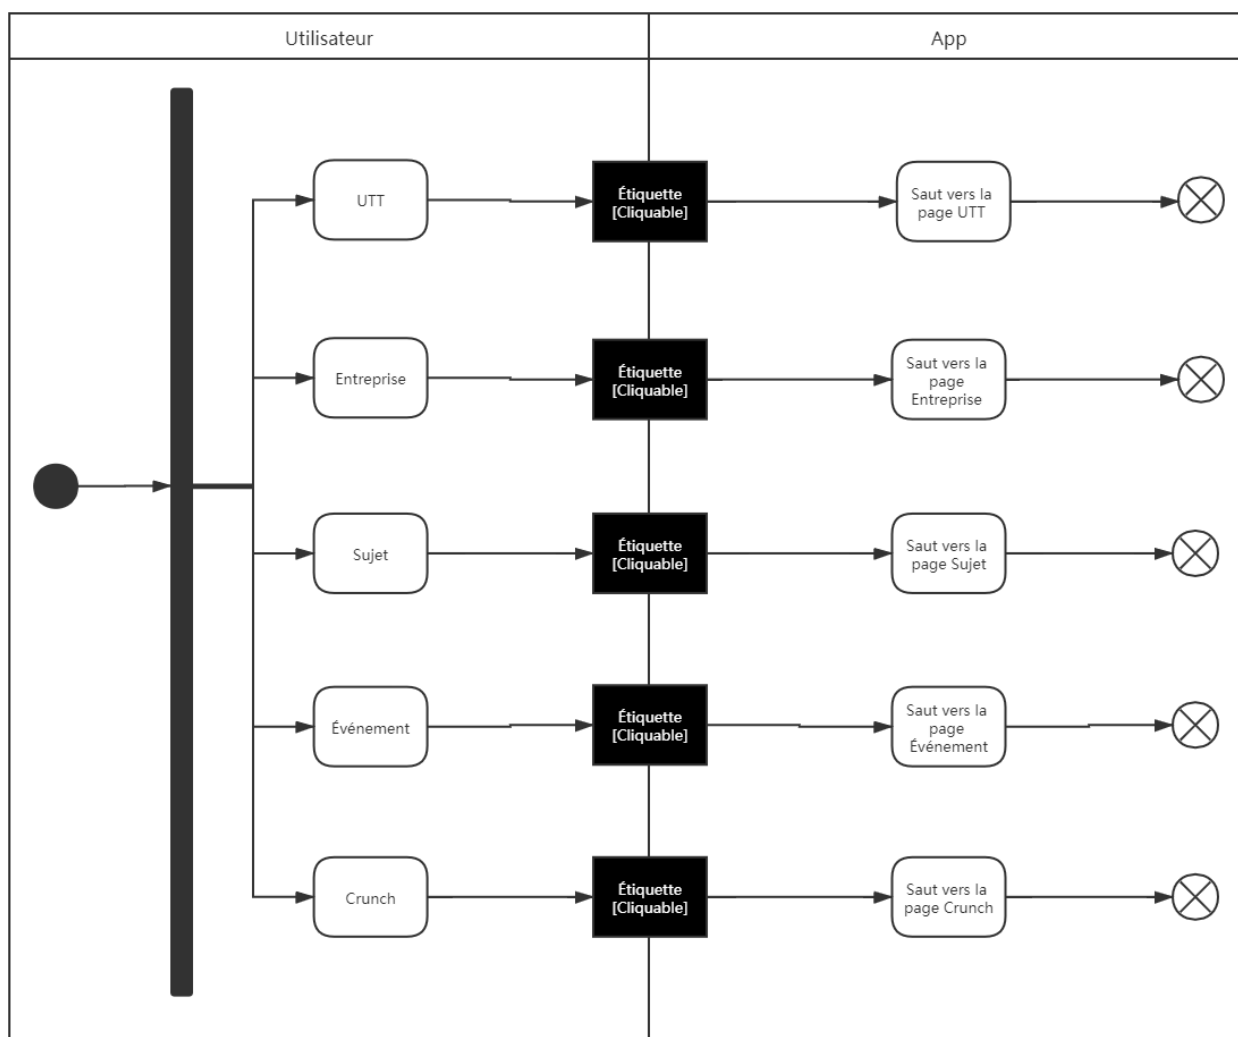 Utilisateur
App
UTT
Étiquette
[Cliquable]
Saut vers la
page UTT
Entreprise
Étiquette
[Cliquable]
Saut vers la
page
Entreprise
Sujet
Étiquette
[Cliquable]
Saut vers la
page Sujet
Événement
Étiquette
[Cliquable]
Saut vers la
page
Événement
Crunch
Étiquette
[Cliquable]
Saut vers la
page Crunch